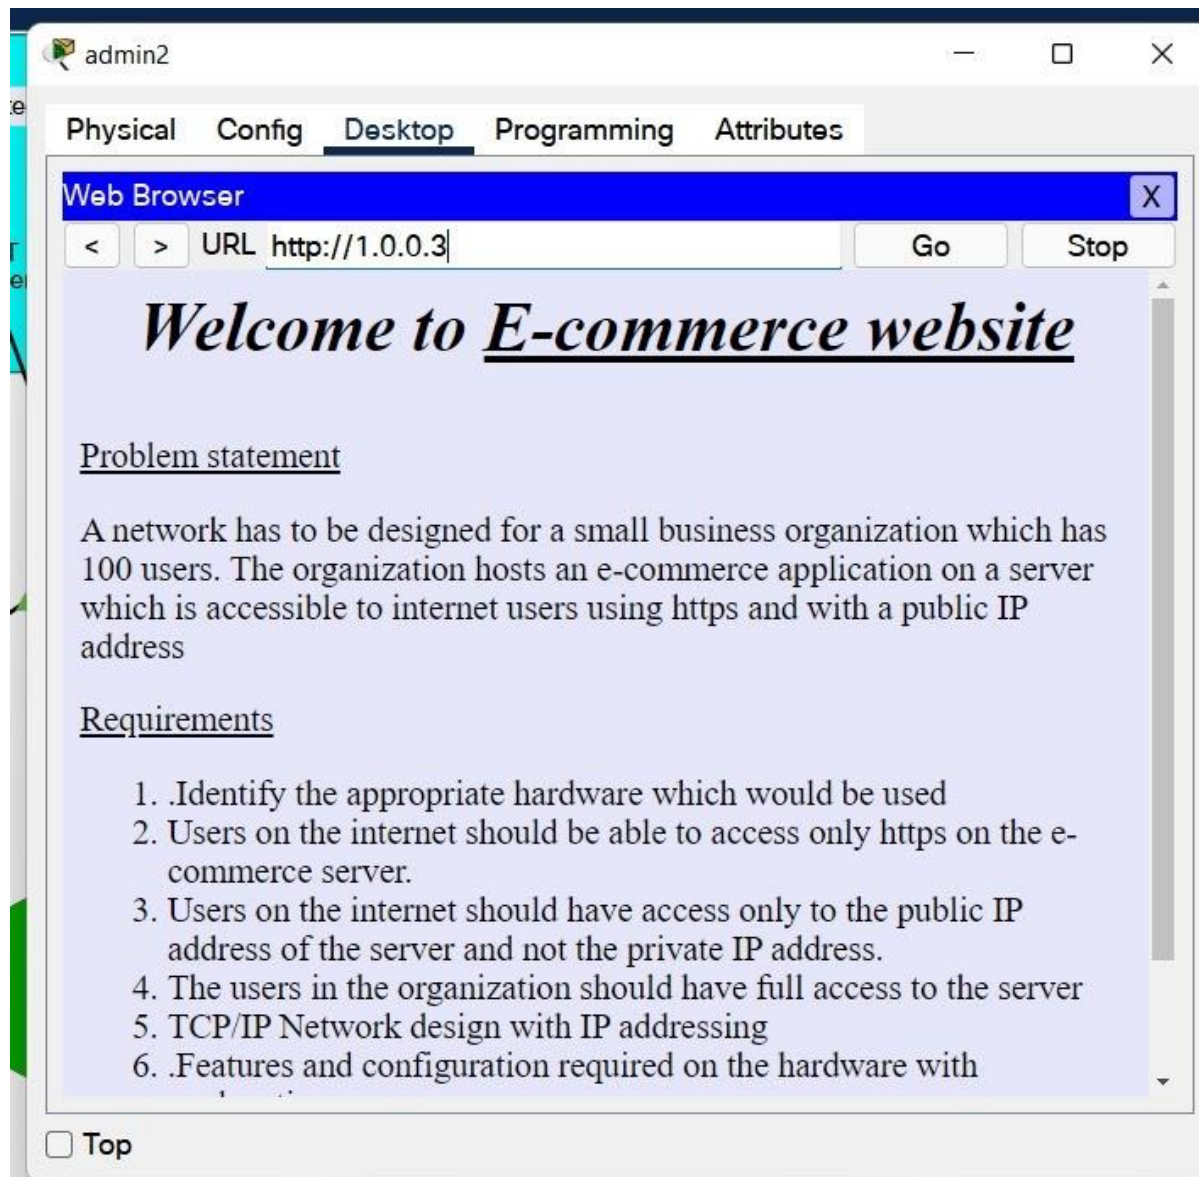 admin2
Physical Config Desktop Programming Attributes
Web Browser X
< > URL http://1.0.0.3 Go Stop
Welcome to E-commerce website
Problem statement
A network has to be designed for a small business organization which has
100 users. The organization hosts an e-commerce application on a server
which is accessible to internet users using https and with a public IP
address
Requirements
1. .Identify the appropriate hardware which would be used
2. Users on the internet should be able to access only https on the e-
commerce server.
3. Users on the internet should have access only to the public IP
address of the server and not the private IP address.
4. The users in the organization should have full access to the server
5. TCP/IP Network design with IP addressing
6. .Features and configuration required on the hardware with
Top